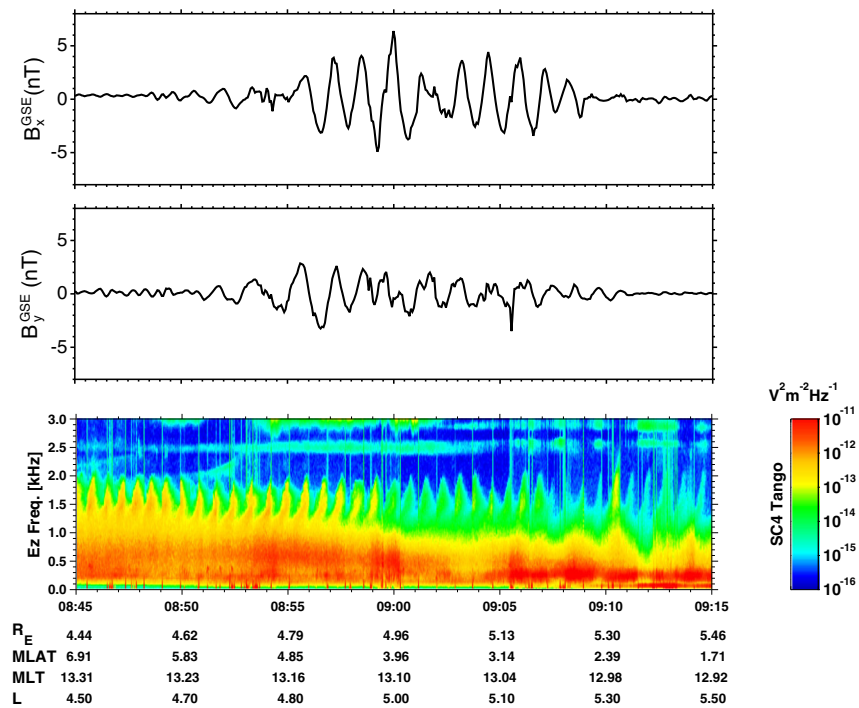 5
0
-5
B_x^GSE (nT)
5
0
-5
B_y^GSE (nT)
V^2 m^-2 Hz^-1
3.0
2.5
2.0
1.5
1.0
0.5
0.0
Ez Freq. [kHz]
10^-11
10^-12
10^-13
10^-14
10^-15
10^-16
SC4 Tango
08:45 08:50 08:55 09:00 09:05 09:10 09:15
R_E 4.44 4.62 4.79 4.96 5.13 5.30 5.46
MLAT 6.91 5.83 4.85 3.96 3.14 2.39 1.71
MLT 13.31 13.23 13.16 13.10 13.04 12.98 12.92
L 4.50 4.70 4.80 5.00 5.10 5.30 5.50